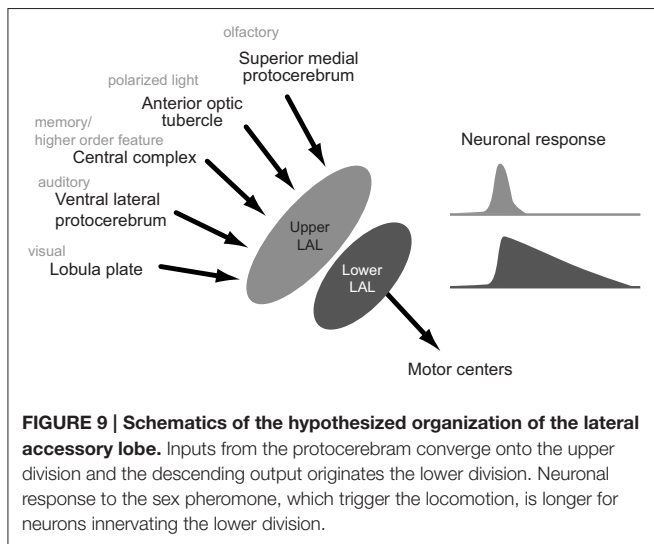 olfactory
Superior medial
protocerebrum
polarized light
Anterior optic
tubercle
memory/
higher order feature
Central complex
auditory
Ventral lateral
protocerebrum
visual
Lobula plate
Upper
LAL
Lower
LAL
Motor centers
Neuronal response
FIGURE 9 | Schematics of the hypothesized organization of the lateral
accessory lobe. Inputs from the protocerebram converge onto the upper
division and the descending output originates the lower division. Neuronal
response to the sex pheromone, which trigger the locomotion, is longer for
neurons innervating the lower division.